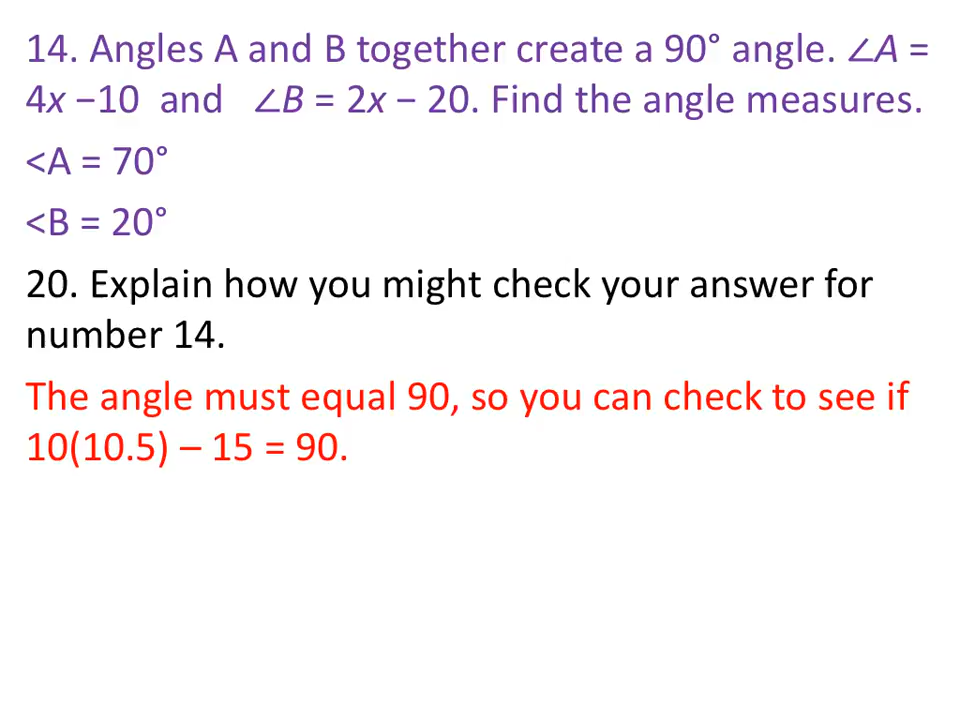 14. Angles A and B together create a 90° angle. ∠A =
4x −10  and   ∠B = 2x − 20. Find the angle measures.
<A = 70°
<B = 20°
20. Explain how you might check your answer for
number 14.
The angle must equal 90, so you can check to see if
10(10.5) – 15 = 90.